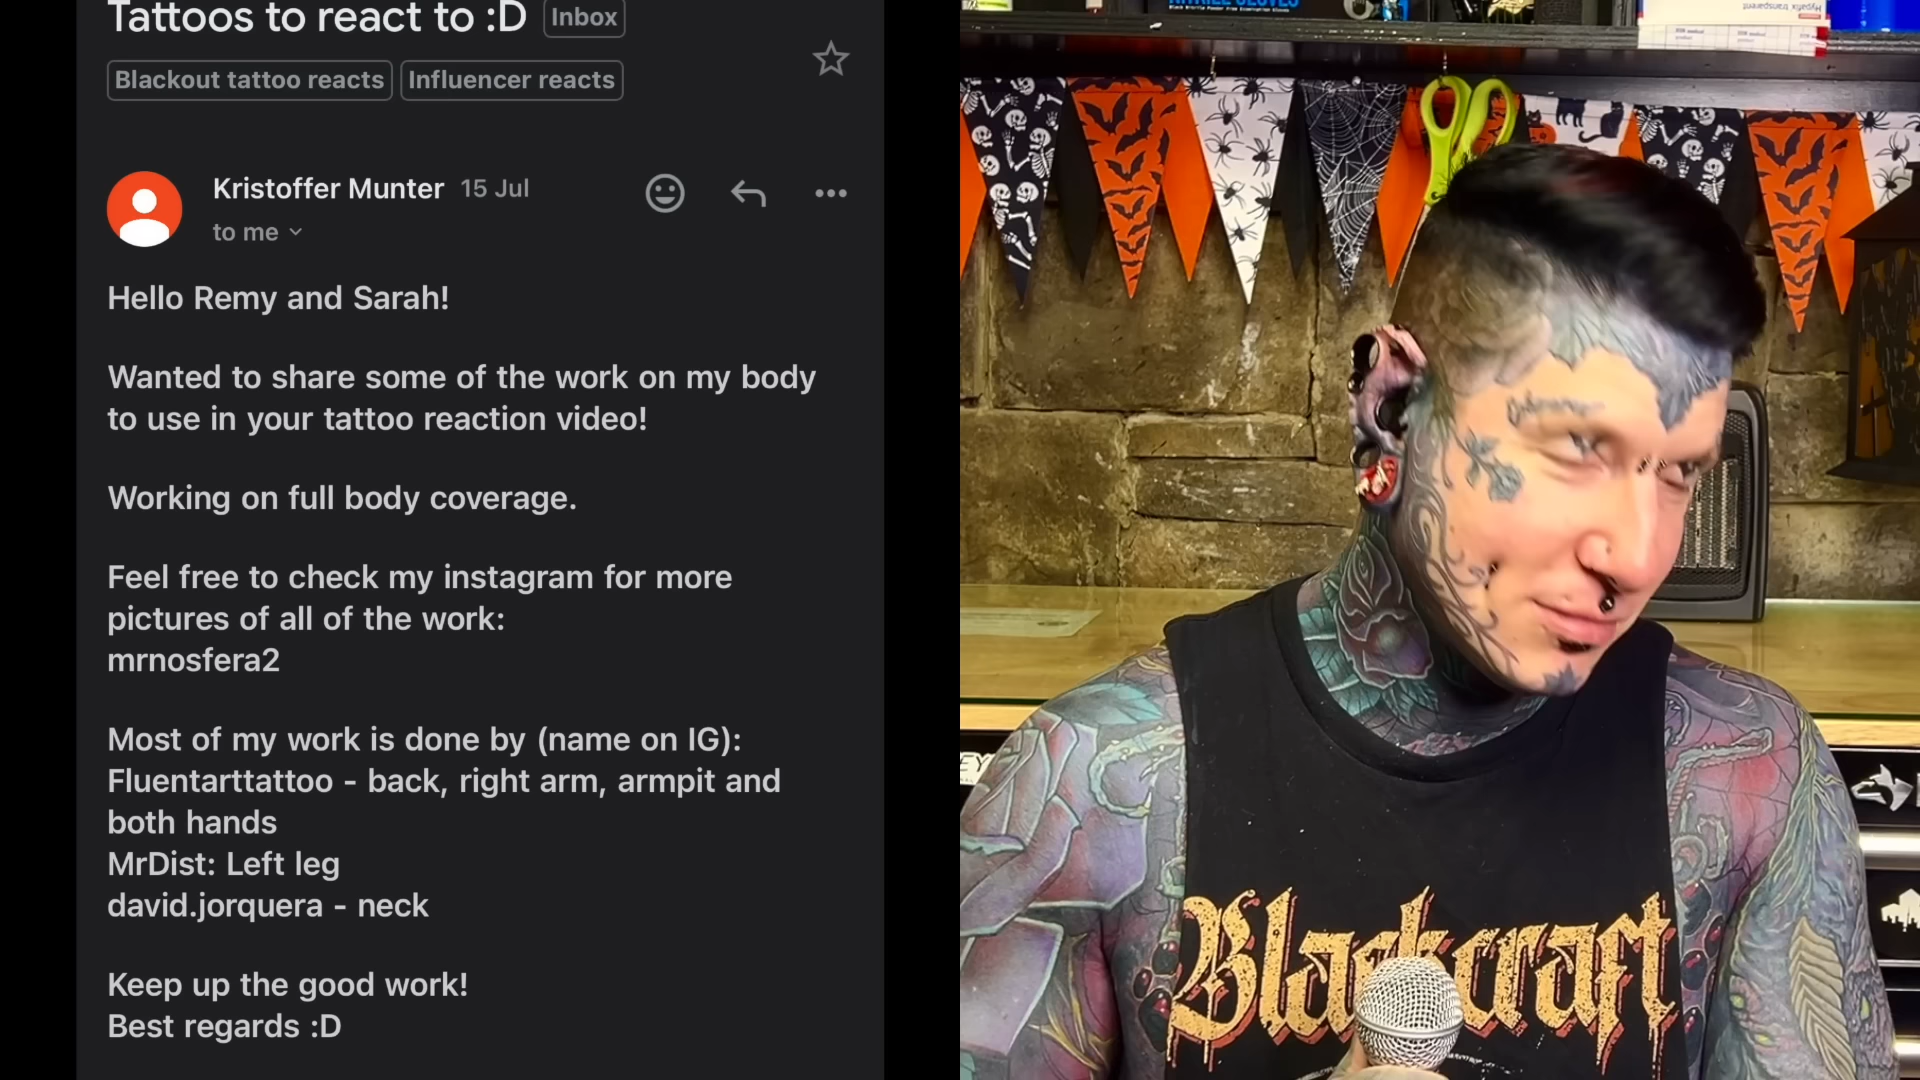 Tattoos to react to :D Inbox
Blackout tattoo reacts Influencer reacts
Kristoffer Munter 15 Jul
to me
Hello Remy and Sarah!
Wanted to share some of the work on my body
to use in your tattoo reaction video!
Working on full body coverage.
Feel free to check my instagram for more
pictures of all of the work:
mrnosfera2
Most of my work is done by (name on IG):
Fluentarttattoo - back, right arm, armpit and
both hands
MrDist: Left leg
david.jorquera - neck
Keep up the good work!
Best regards :D
NITRILE GLOVES
Blackcraft